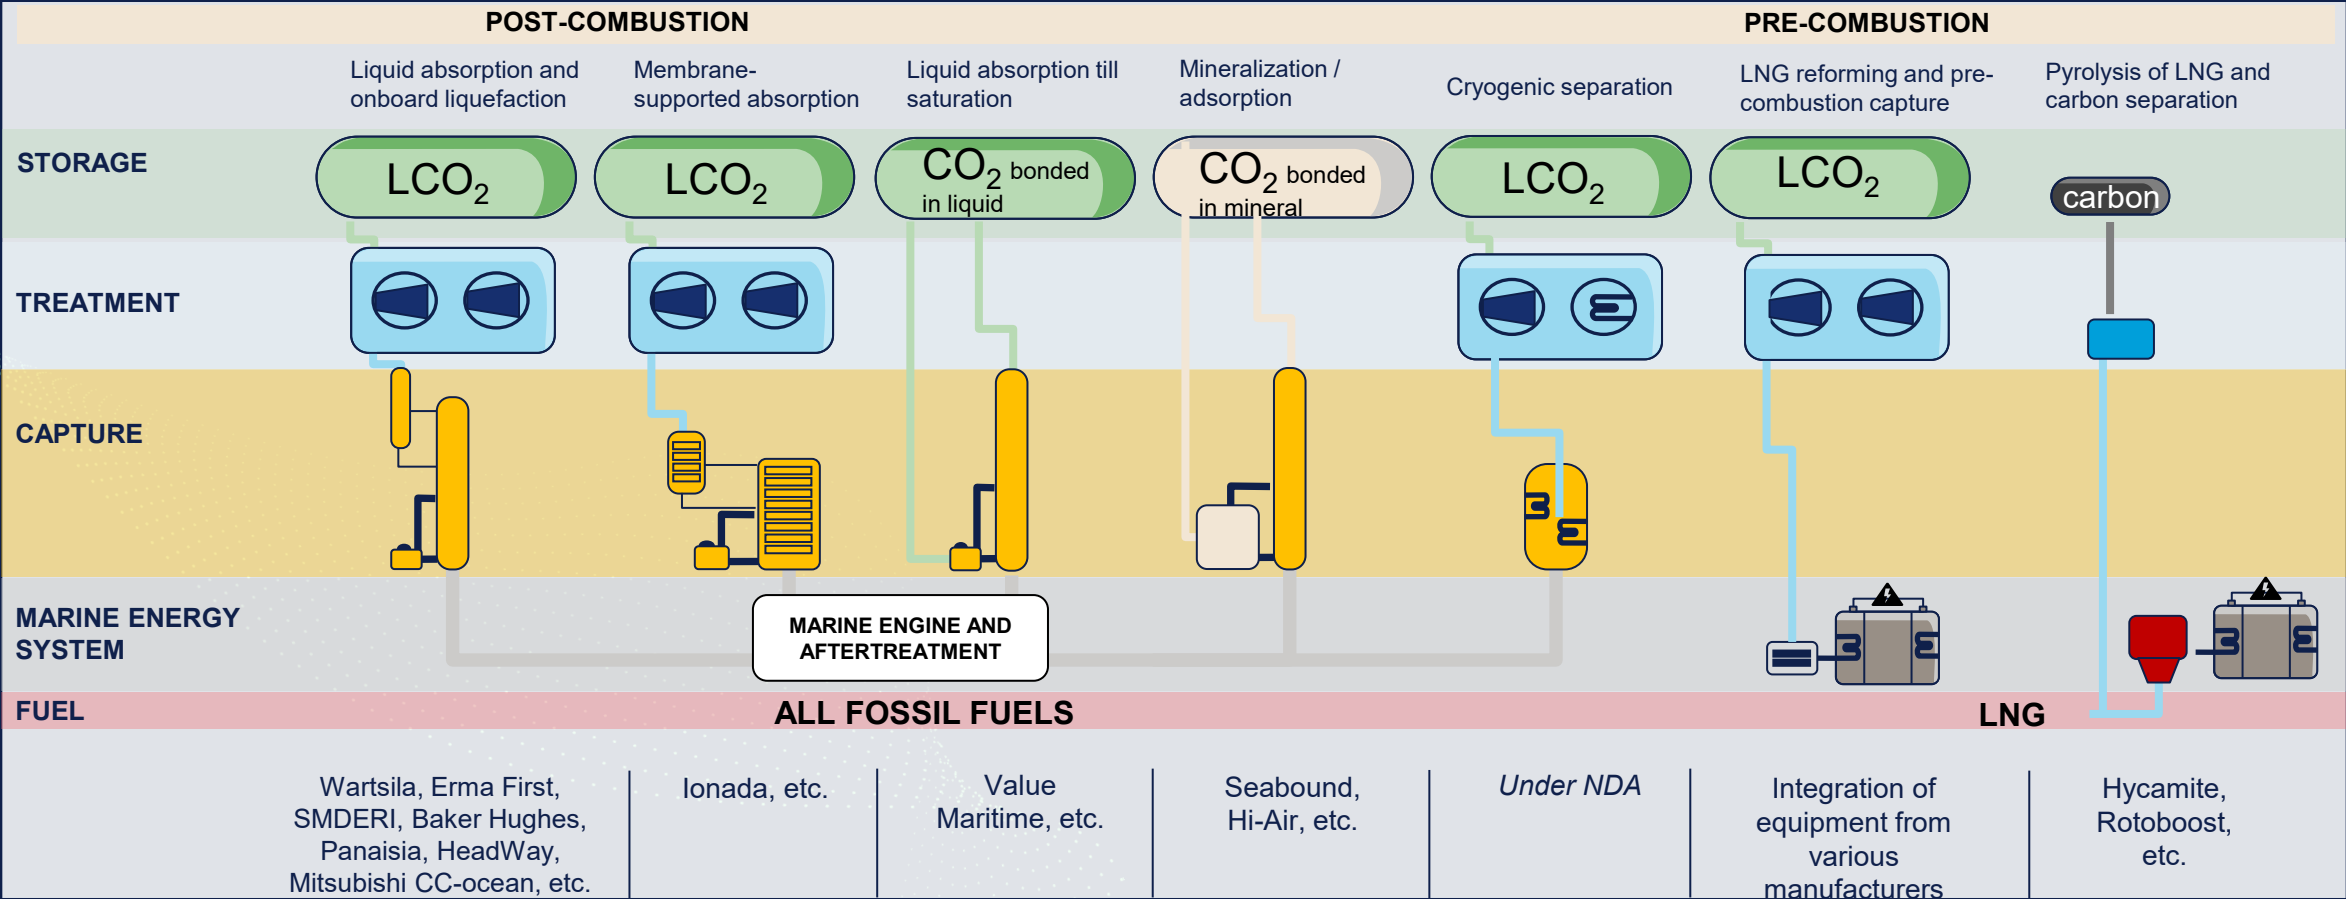 POST-COMBUSTION
PRE-COMBUSTION
Liquid absorption and
onboard liquefaction
Membrane-
supported absorption
Liquid absorption till
saturation
Mineralization /
adsorption
Cryogenic separation
LNG reforming and pre-
combustion capture
Pyrolysis of LNG and
carbon separation
STORAGE
LCO2
LCO2
CO2 bonded
in liquid
CO2 bonded
in mineral
LCO2
LCO2
carbon
TREATMENT
CAPTURE
MARINE ENERGY
SYSTEM
MARINE ENGINE AND
AFTERTREATMENT
FUEL
ALL FOSSIL FUELS
LNG
Wartsila, Erma First,
SMDERI, Baker Hughes,
Panaisia, HeadWay,
Mitsubishi CC-ocean, etc.
Ionada, etc.
Value
Maritime, etc.
Seabound,
Hi-Air, etc.
Under NDA
Integration of
equipment from
various
manufacturers
Hycamite,
Rotoboost,
etc.